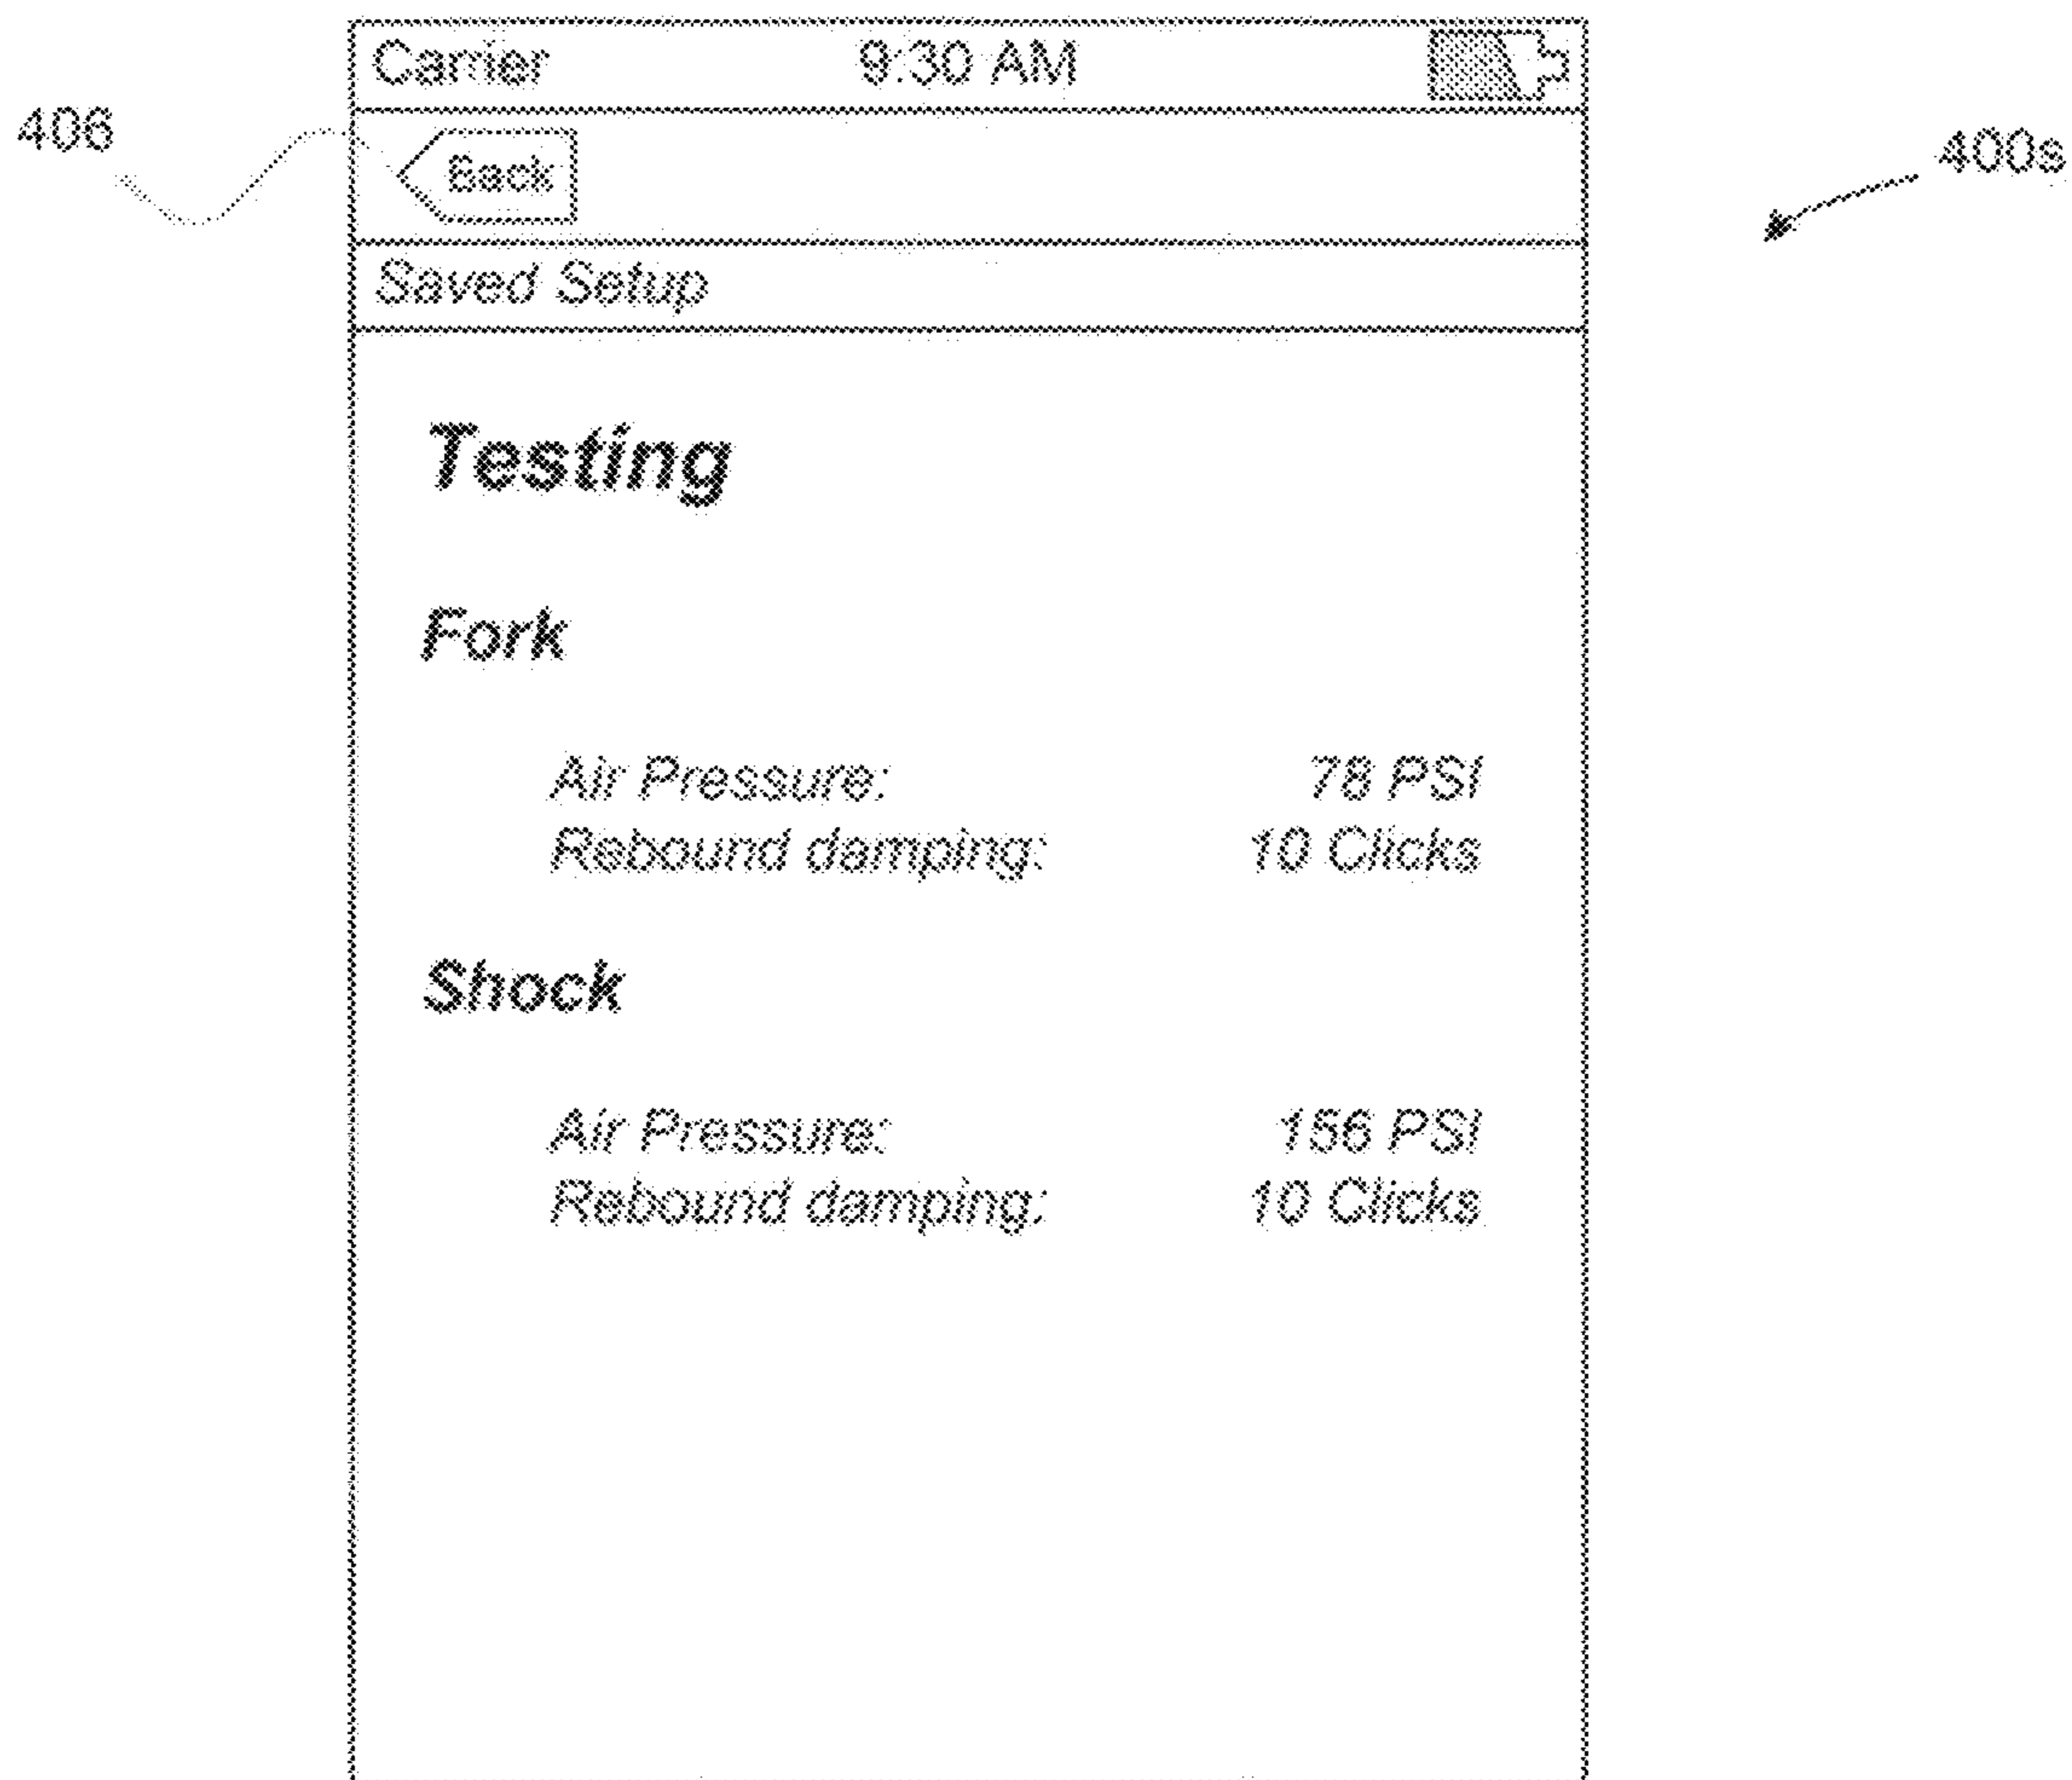 Carrier 9:30 AM
406
Back
400s
Saved Setup
Testing
Fork
Air Pressure: 78 PSI
Rebound damping: 10 Clicks
Shock
Air Pressure: 156 PSI
Rebound damping: 10 Clicks